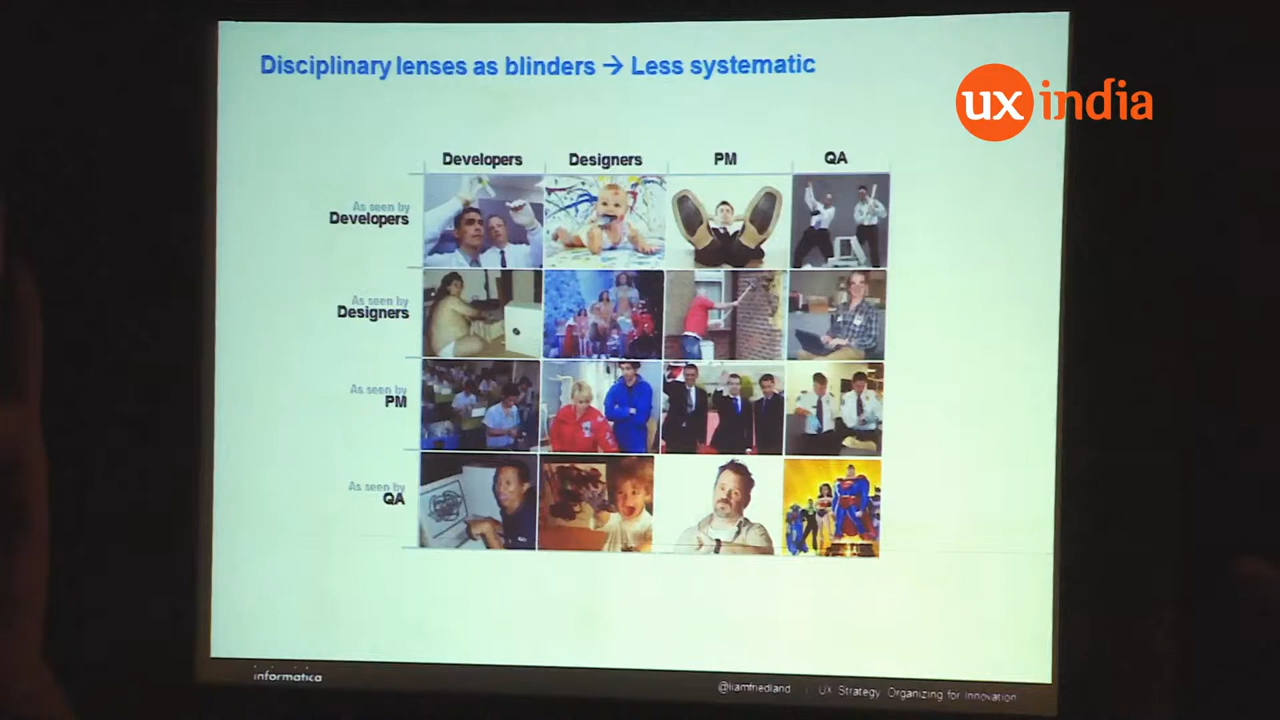 Disciplinary lenses as blinders → Less systematic
ux india
Developers Designers PM QA
As seen by
Developers
As seen by
Designers
As seen by
PM
As seen by
QA
informatica
@liamfriedland | UX Strategy Organizing for Innovation